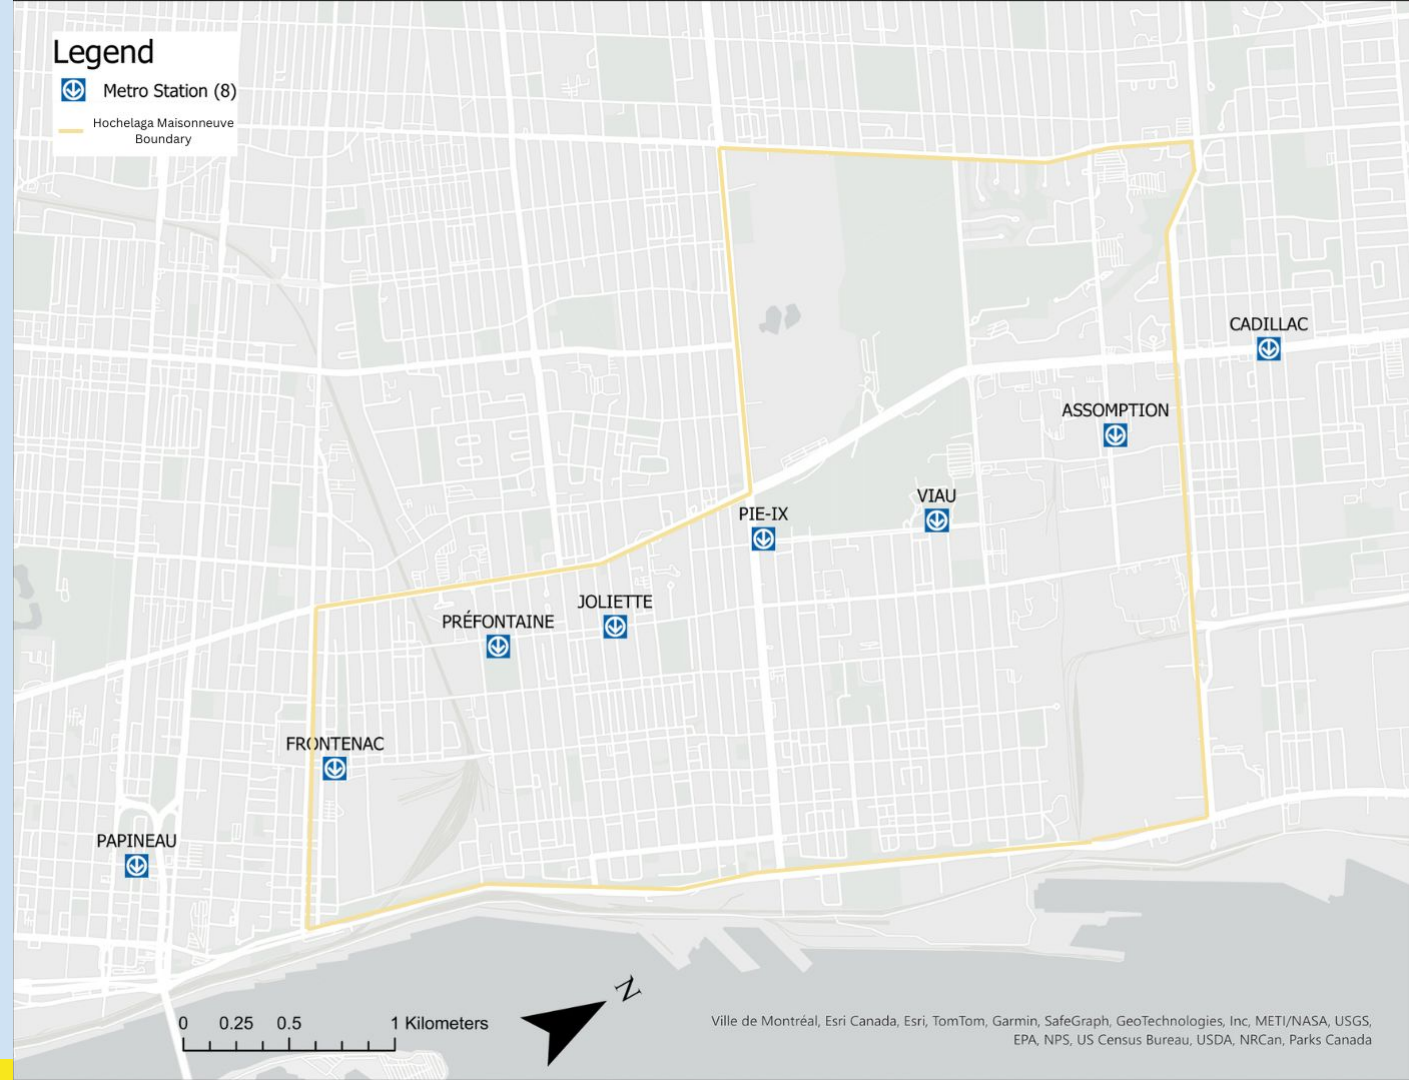 Legend
Metro Station (8)
Hochelaga Maisonneuve
Boundary
CADILLAC
ASSOMPTION
VIAU
PIE-IX
JOLIETTE
PRÉFONTAINE
FRONTENAC
PAPINEAU
N
0 0.25 0.5 1 Kilometers
Ville de Montréal, Esri Canada, Esri, TomTom, Garmin, SafeGraph, GeoTechnologies, Inc, METI/NASA, USGS,
EPA, NPS, US Census Bureau, USDA, NRCan, Parks Canada